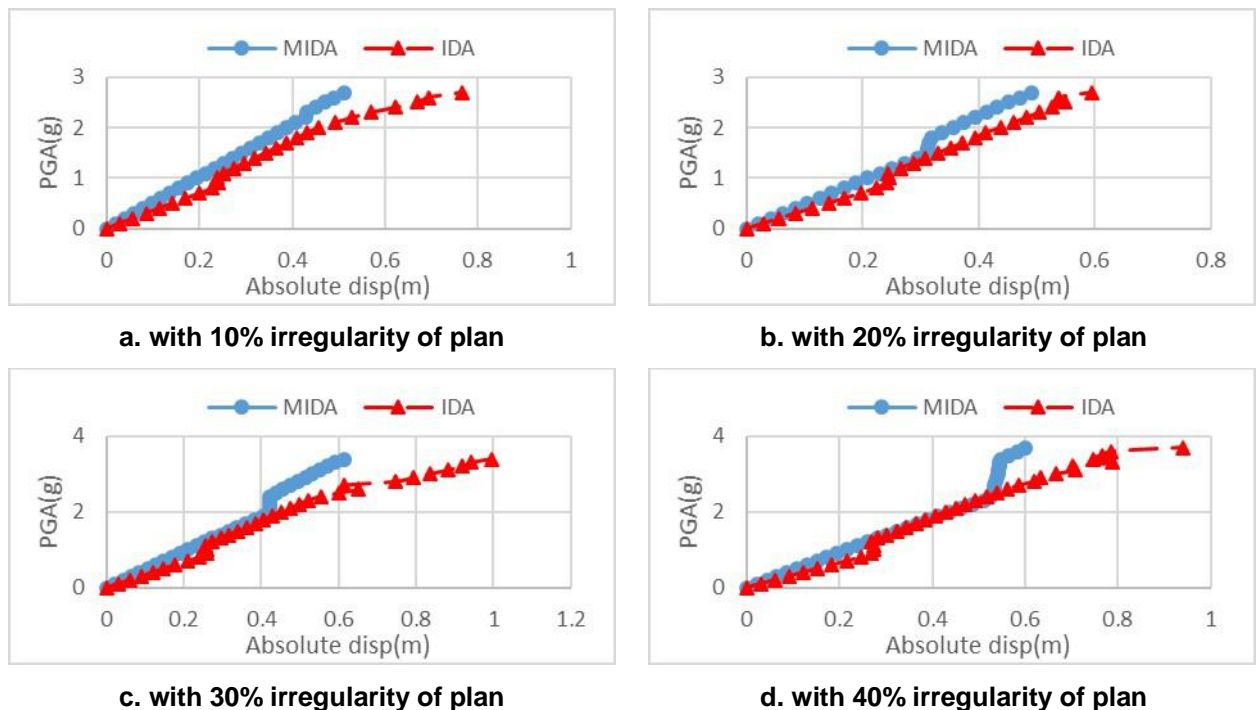 MIDA IDA
3
2
1
0
PGA(g)
0 0.2 0.4 0.6 0.8 1
Absolute disp(m)
a. with 10% irregularity of plan
MIDA IDA
3
2
1
0
PGA(g)
0 0.2 0.4 0.6 0.8
Absolute disp(m)
b. with 20% irregularity of plan
MIDA IDA
4
2
0
PGA(g)
0 0.2 0.4 0.6 0.8 1 1.2
Absolute disp(m)
c. with 30% irregularity of plan
MIDA IDA
4
2
0
PGA(g)
0 0.2 0.4 0.6 0.8 1
Absolute disp(m)
d. with 40% irregularity of plan